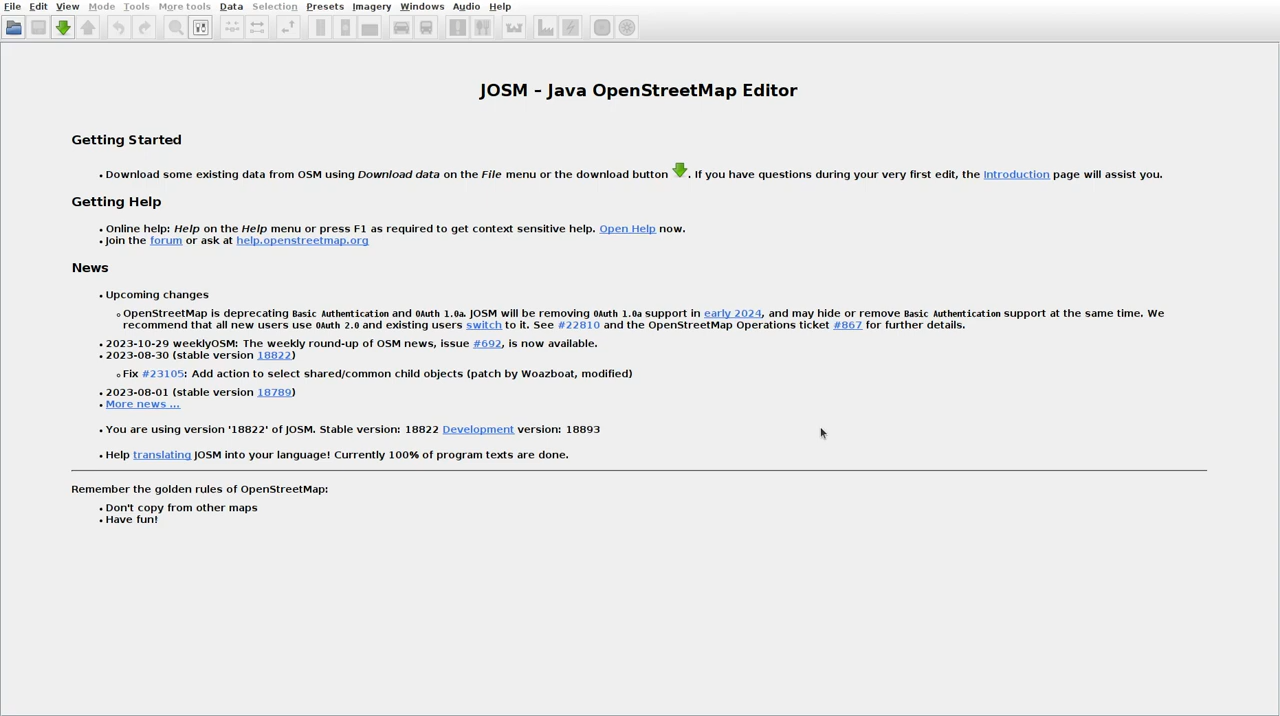 File Edit View Mode Tools More tools Data Selection Presets Imagery Windows Audio Help
JOSM – Java OpenStreetMap Editor
Getting Started
• Download some existing data from OSM using Download data on the File menu or the download button . If you have questions during your very first edit, the Introduction page will assist you.
Getting Help
• Online help: Help on the Help menu or press F1 as required to get context sensitive help. Open Help now.
• Join the forum or ask at help.openstreetmap.org
News
• Upcoming changes
◦ OpenStreetMap is deprecating Basic Authentication and OAuth 1.0a. JOSM will be removing OAuth 1.0a support in early 2024, and may hide or remove Basic Authentication support at the same time. We
recommend that all new users use OAuth 2.0 and existing users switch to it. See #22810 and the OpenStreetMap Operations ticket #867 for further details.
• 2023-10-29 weeklyOSM: The weekly round-up of OSM news, issue #692, is now available.
• 2023-08-30 (stable version 18822)
◦ Fix #23105: Add action to select shared/common child objects (patch by Woazboat, modified)
• 2023-08-01 (stable version 18789)
• More news ...
• You are using version '18822' of JOSM. Stable version: 18822 Development version: 18893
• Help translating JOSM into your language! Currently 100% of program texts are done.
Remember the golden rules of OpenStreetMap:
• Don't copy from other maps
• Have fun!